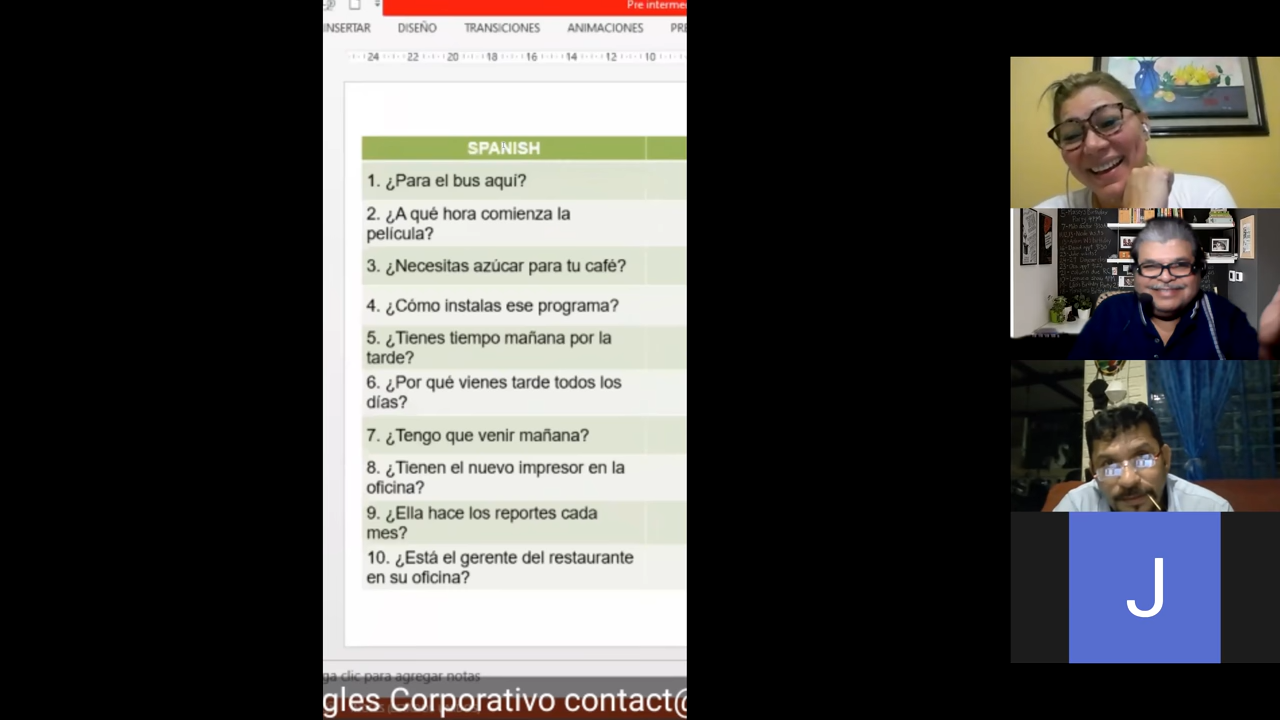 Pre interme
INSERTAR DISEÑO TRANSICIONES ANIMACIONES PRE
24 22 20 18 16 14 12 10
SPANISH
1. ¿Para el bus aquí?
2. ¿A qué hora comienza la
película?
3. ¿Necesitas azúcar para tu café?
4. ¿Cómo instalas ese programa?
5. ¿Tienes tiempo mañana por la
tarde?
6. ¿Por qué vienes tarde todos los
días?
7. ¿Tengo que venir mañana?
8. ¿Tienen el nuevo impresor en la
oficina?
9. ¿Ella hace los reportes cada
mes?
10. ¿Está el gerente del restaurante
en su oficina?
ga clic para agregar notas
gles Corporativo contact@
J